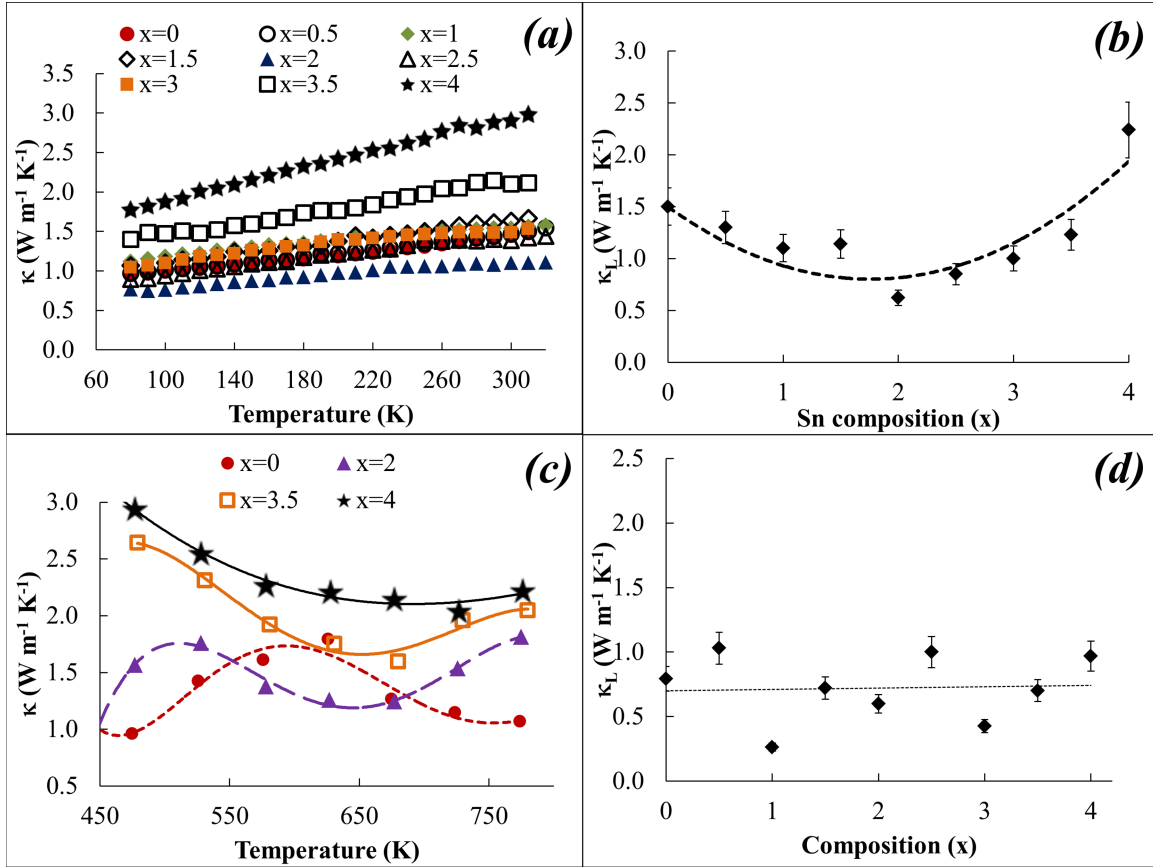 (a)
x=0 x=0.5 x=1
x=1.5 x=2 x=2.5
x=3 x=3.5 x=4
3.5
3.0
2.5
2.0
1.5
1.0
0.5
0.0
κ (W m⁻¹ K⁻¹)
60 100 140 180 220 260 300
Temperature (K)
(b)
3.0
2.5
2.0
1.5
1.0
0.5
0.0
κL (W m⁻¹ K⁻¹)
0 1 2 3 4
Sn composition (x)
(c)
x=0 x=2
x=3.5 x=4
3.0
2.5
2.0
1.5
1.0
0.5
κ (W m⁻¹ K⁻¹)
450 550 650 750
Temperature (K)
(d)
2.5
2.0
1.5
1.0
0.5
0.0
κL (W m⁻¹ K⁻¹)
0 1 2 3 4
Composition (x)